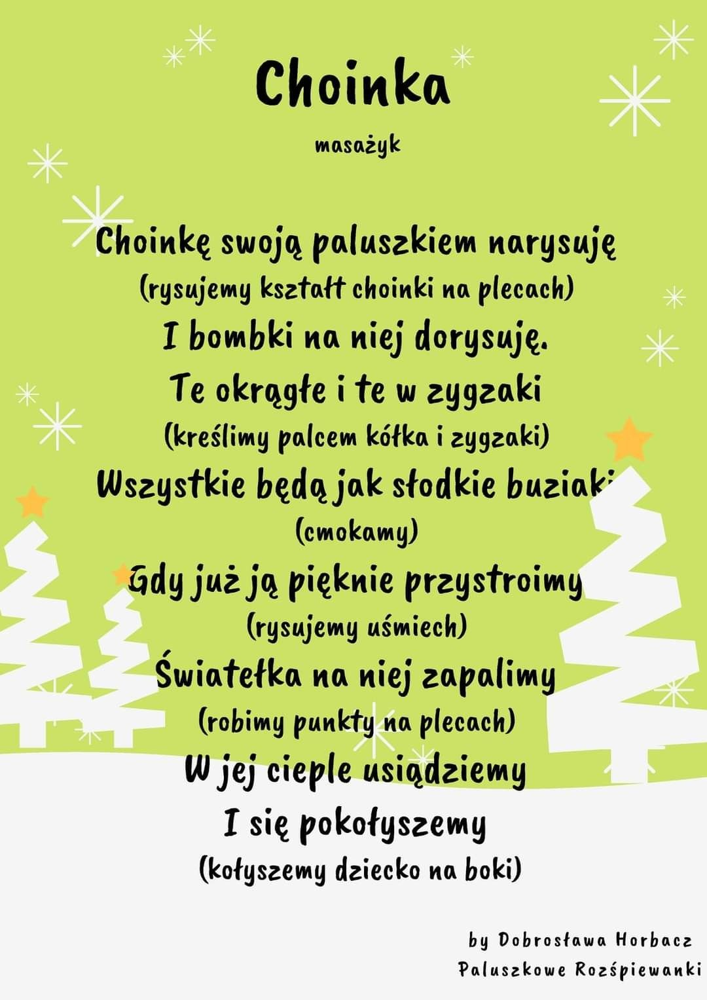 Choinka
masażyk
Choinkę swoją paluszkiem narysuję
(rysujemy kształt choinki na plecach)
I bombki na niej dorysuję.
Te okrągłe i te w zygzaki
(kreślimy palcem kółka i zygzaki)
Wszystkie będą jak słodkie buziaki
(cmokamy)
Gdy już ją pięknie przystroimy
(rysujemy uśmiech)
Światełka na niej zapalimy
(robimy punkty na plecach)
W jej cieple usiądziemy
I się pokołyszemy
(kołyszemy dziecko na boki)
by Dobrosława Horbacz
Paluszkowe Rozśpiewanki